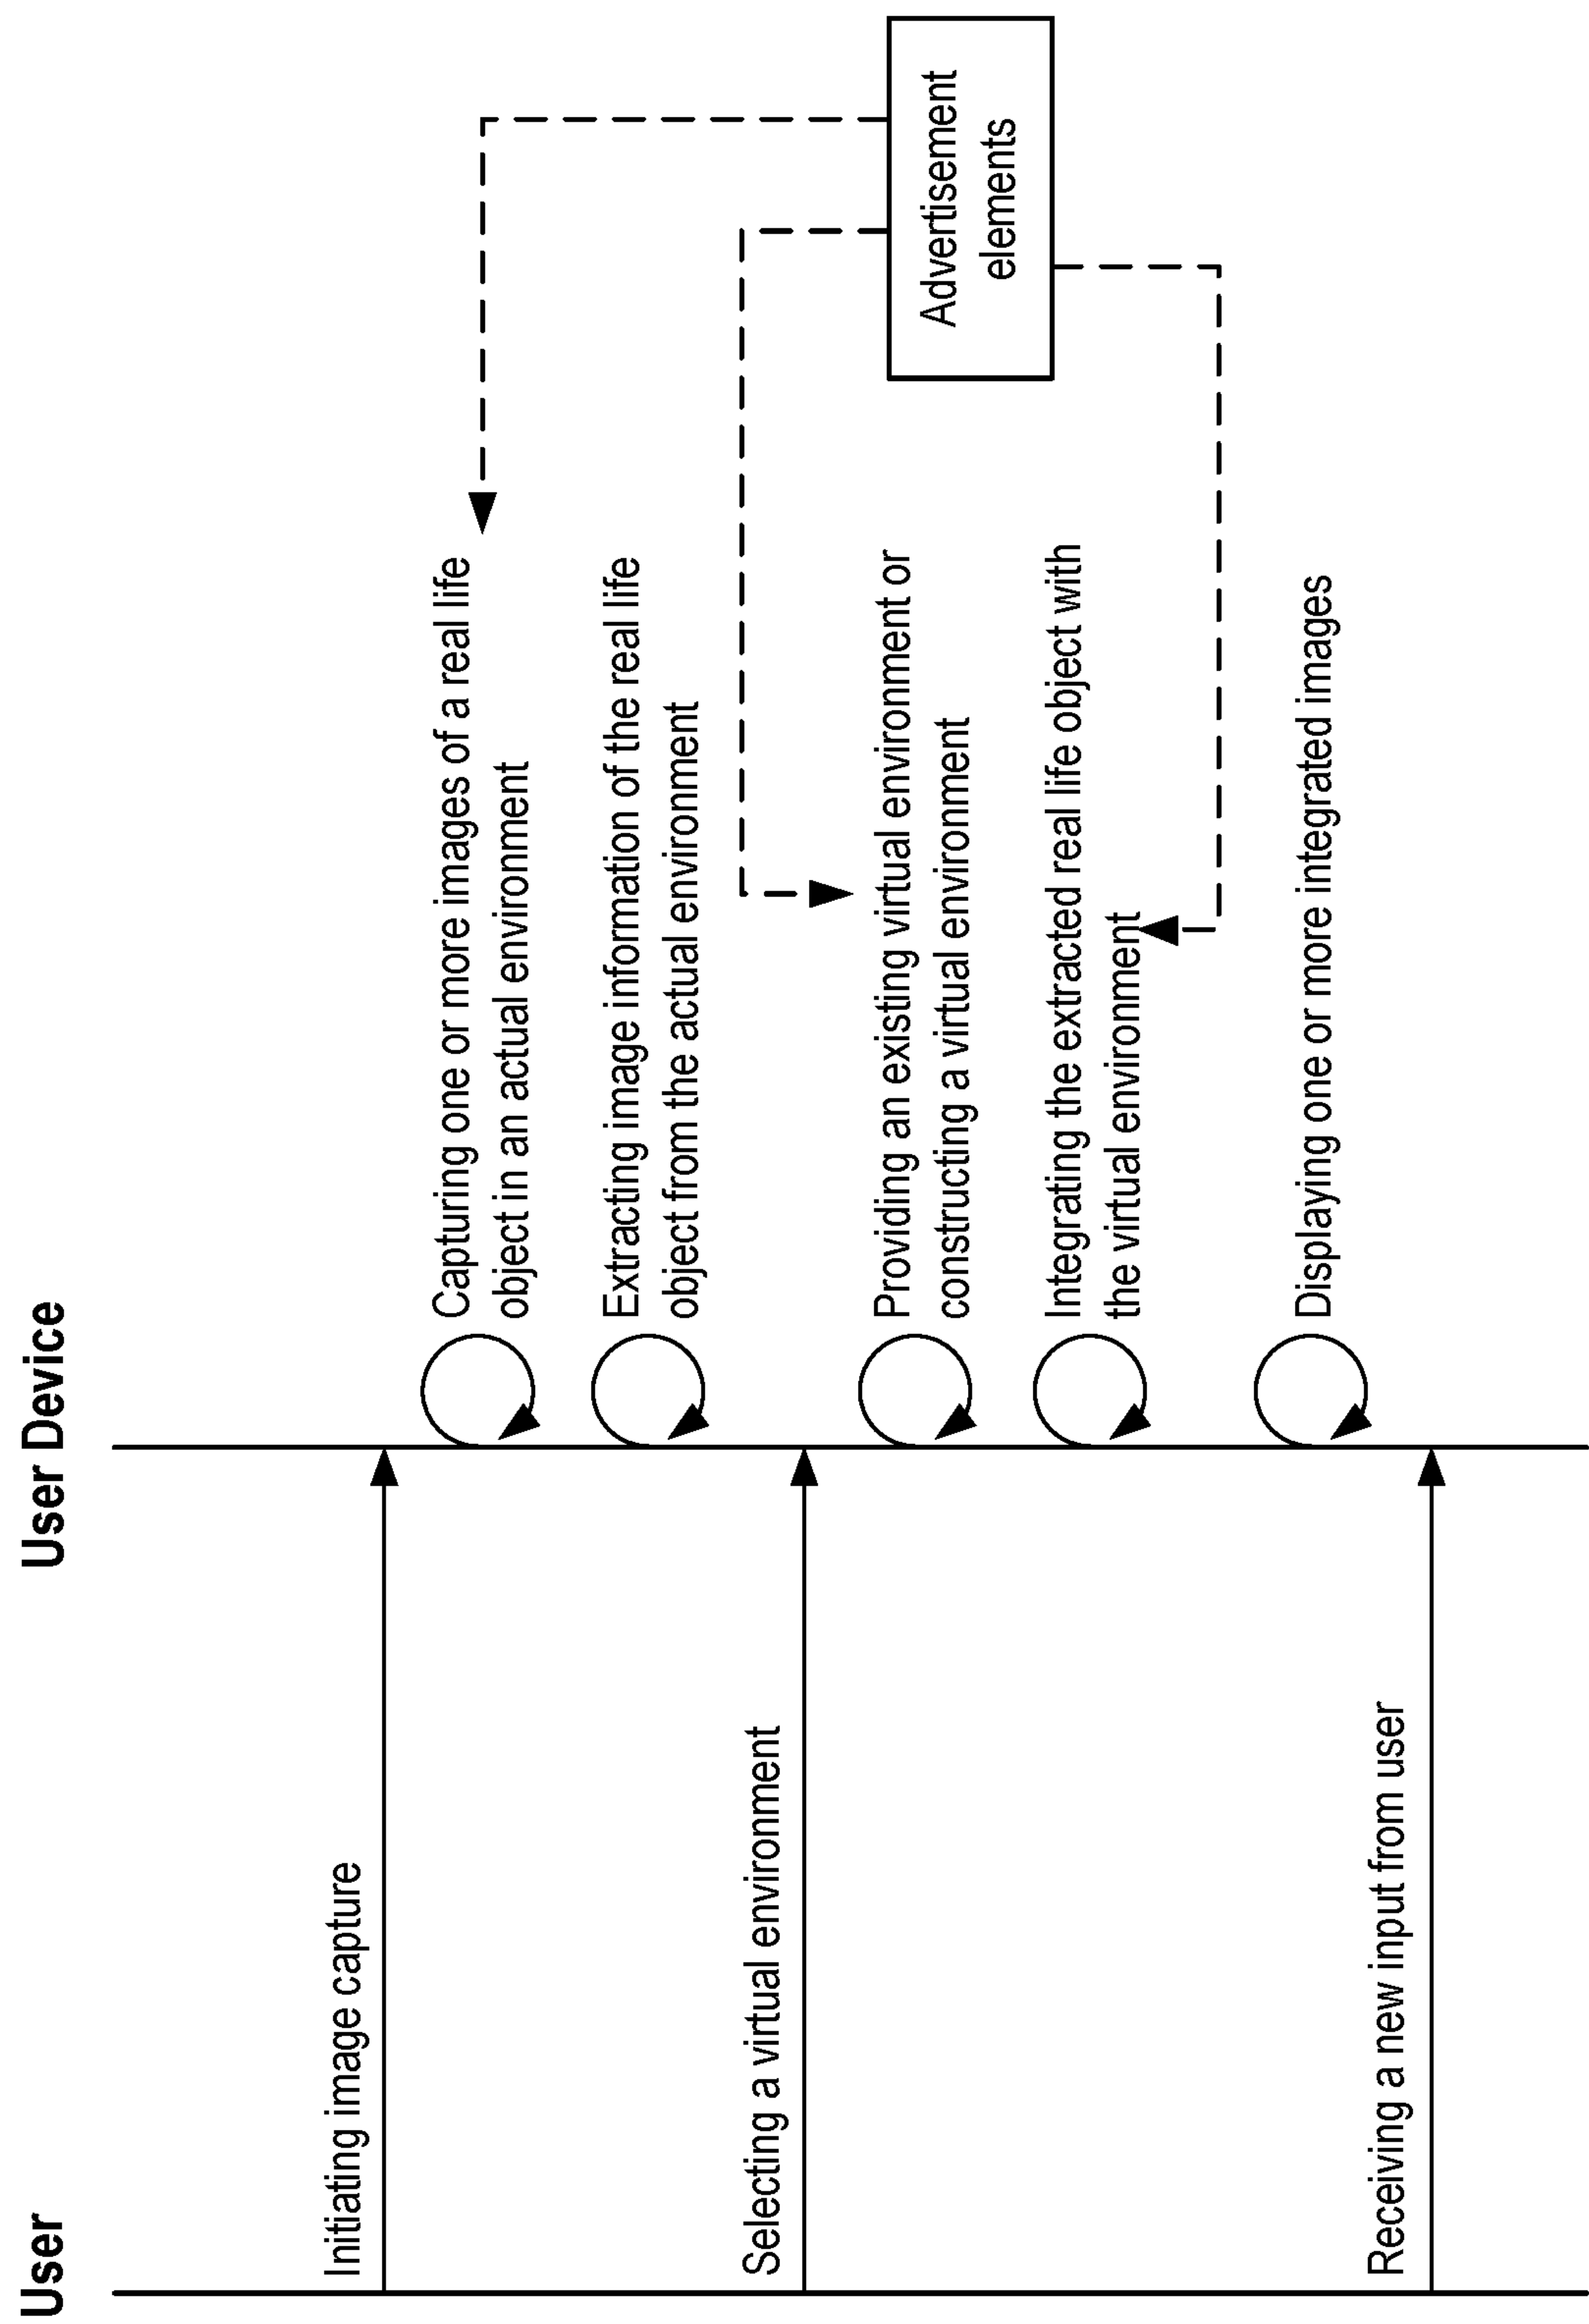 User
User Device
Initiating image capture
Capturing one or more images of a real life
object in an actual environment
Extracting image information of the real life
object from the actual environment
Selecting a virtual environment
Providing an existing virtual environment or
constructing a virtual environment
Advertisement
elements
Integrating the extracted real life object with
the virtual environment
Displaying one or more integrated images
Receiving a new input from user